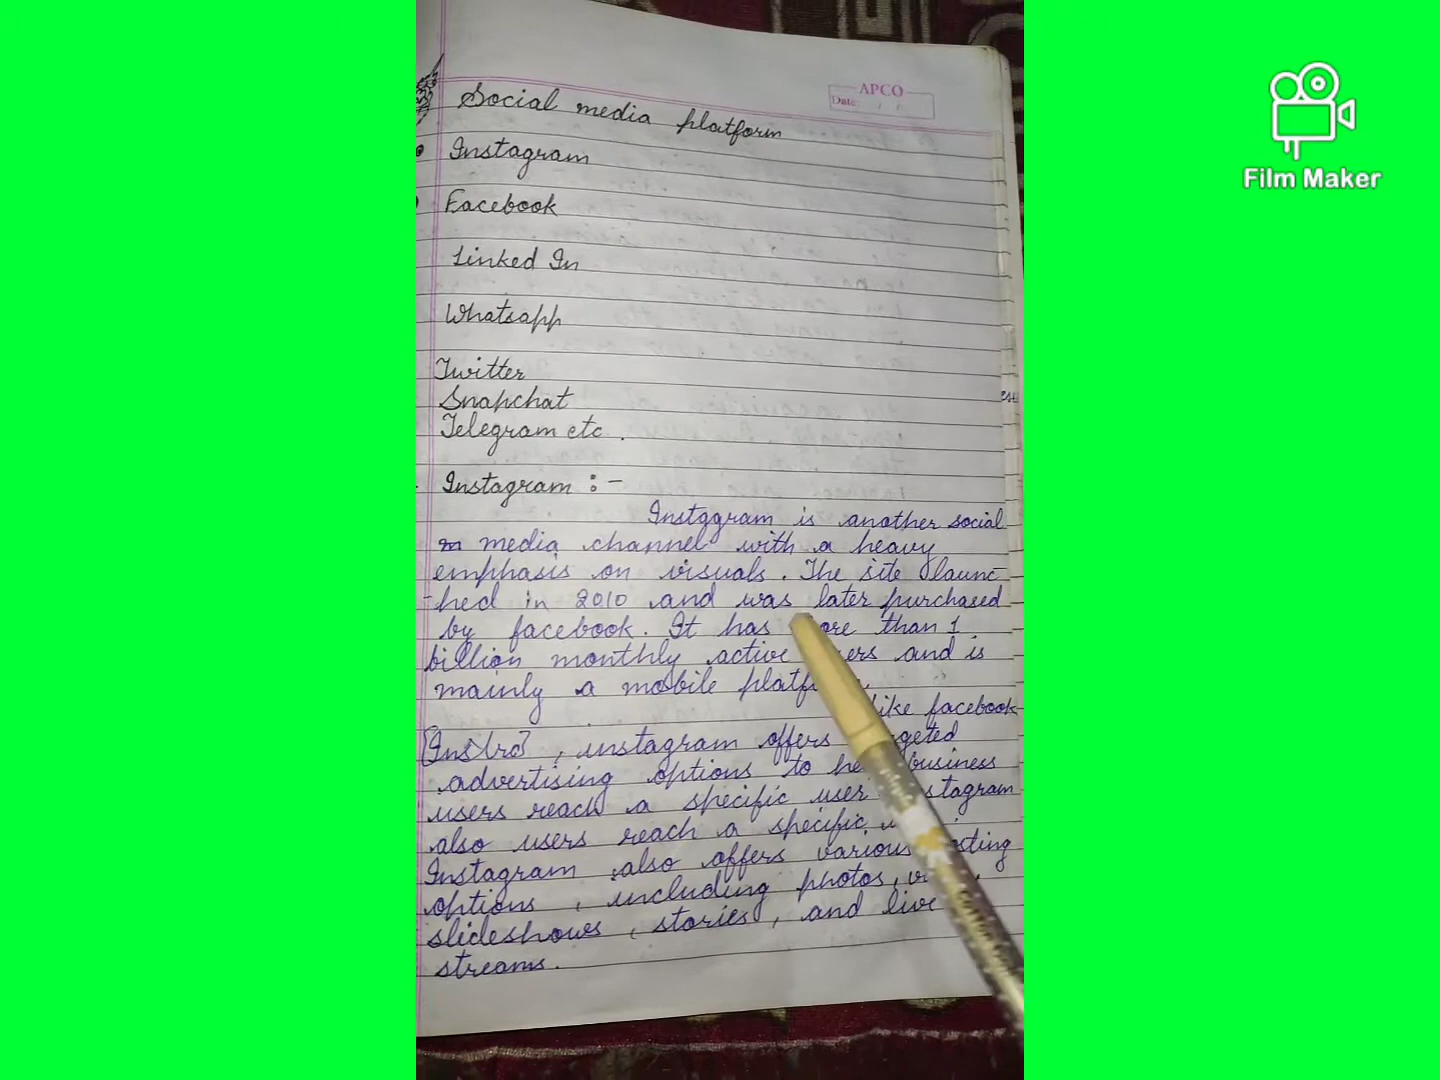 APCO
Date: / /
Social media platform
Instagram
Facebook
Linked In
Whatsapp
Twitter
Snapchat
Telegram etc.
Instagram :-
Instagram is another social
media channel with a heavy
emphasis on visuals. The site launc-
-hed in 2010 and was later purchased
by facebook. It has than 1
billion monthly active and is
mainly a mobile
like facebook
, instagram offers
advertising options to business
users reach a specific user
also users reach a specific
Instagram also offers various
options, including photos,
slideshows, stories, and live
streams.
Film Maker